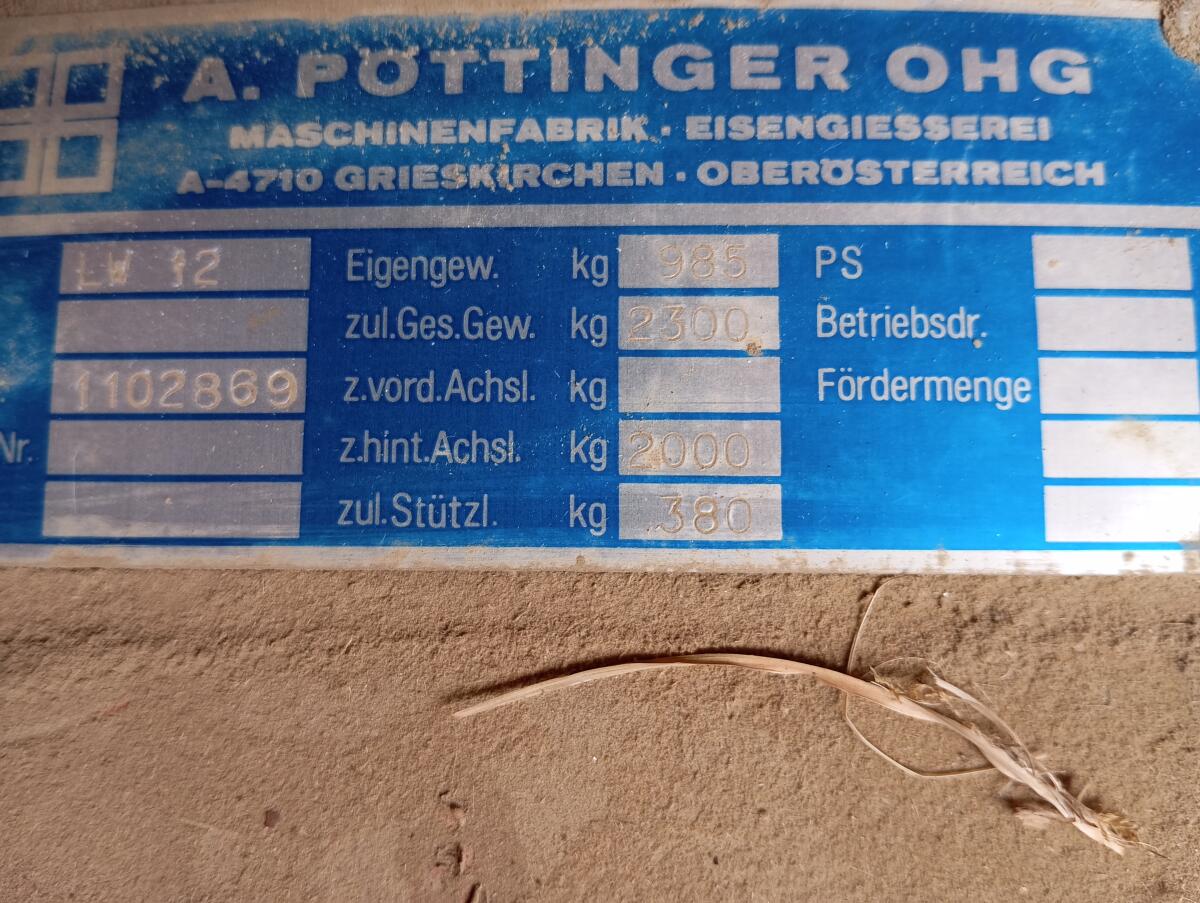 A. PÖTTINGER OHG
MASCHINENFABRIK · EISENGIESSEREI
A-4710 GRIESKIRCHEN · OBERÖSTERREICH
LW 12 Eigengew. kg 985 PS
zul.Ges.Gew. kg 2300 Betriebsdr.
1102869 z.vord.Achsl. kg Fördermenge
Nr. z.hint.Achsl. kg 2000
zul.Stützl. kg 380